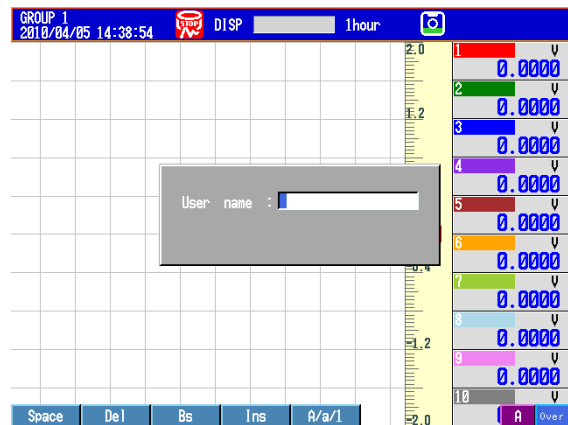 GROUP 1
2010/04/05 14:38:54
STOP
DISP
1hour
2.0
1.2
-0.4
-1.2
-2.0
User name :
1 V
0.0000
2 V
0.0000
3 V
0.0000
4 V
0.0000
5 V
0.0000
6 V
0.0000
7 V
0.0000
8 V
0.0000
9 V
0.0000
10 V
Space Del Bs Ins A/a/1
A Over